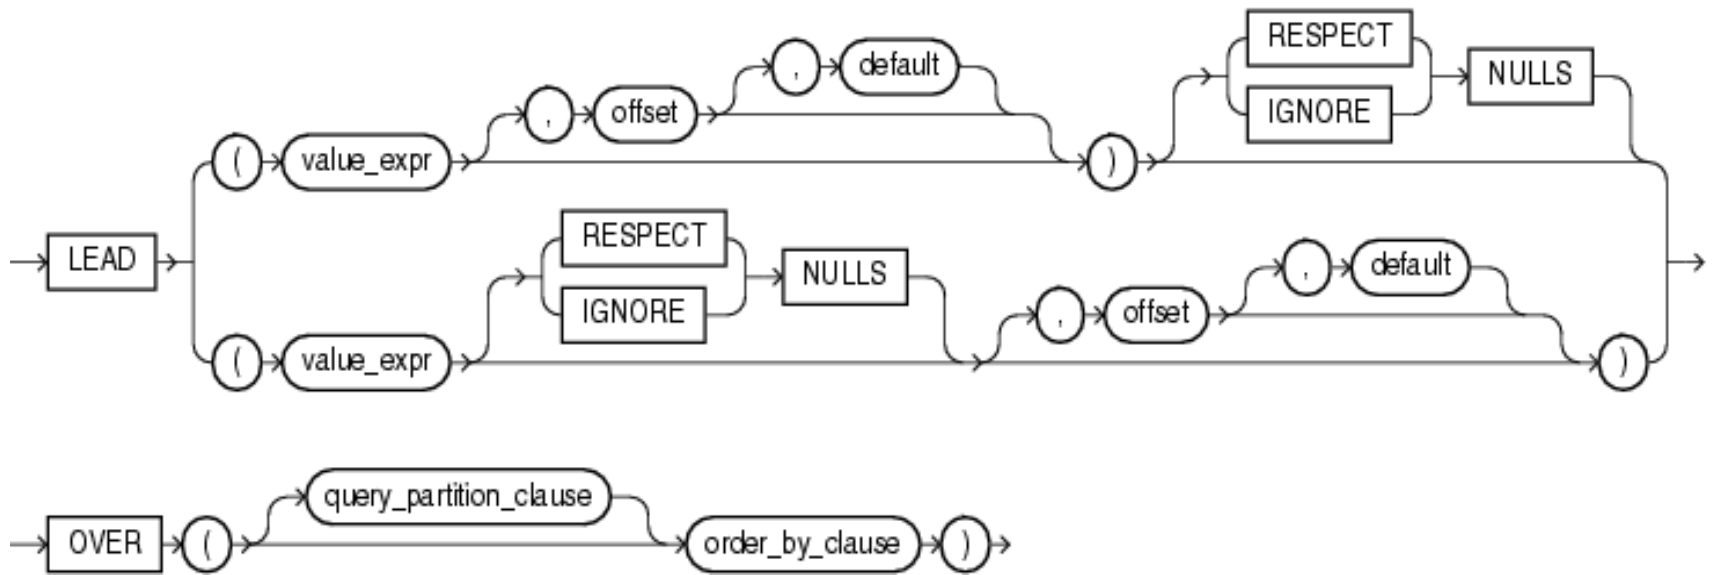 RESPECT
, default NULLS
, offset IGNORE
( value_expr )
RESPECT
LEAD NULLS , default
IGNORE , offset
( value_expr )
query_partition_clause
OVER ( order_by_clause )